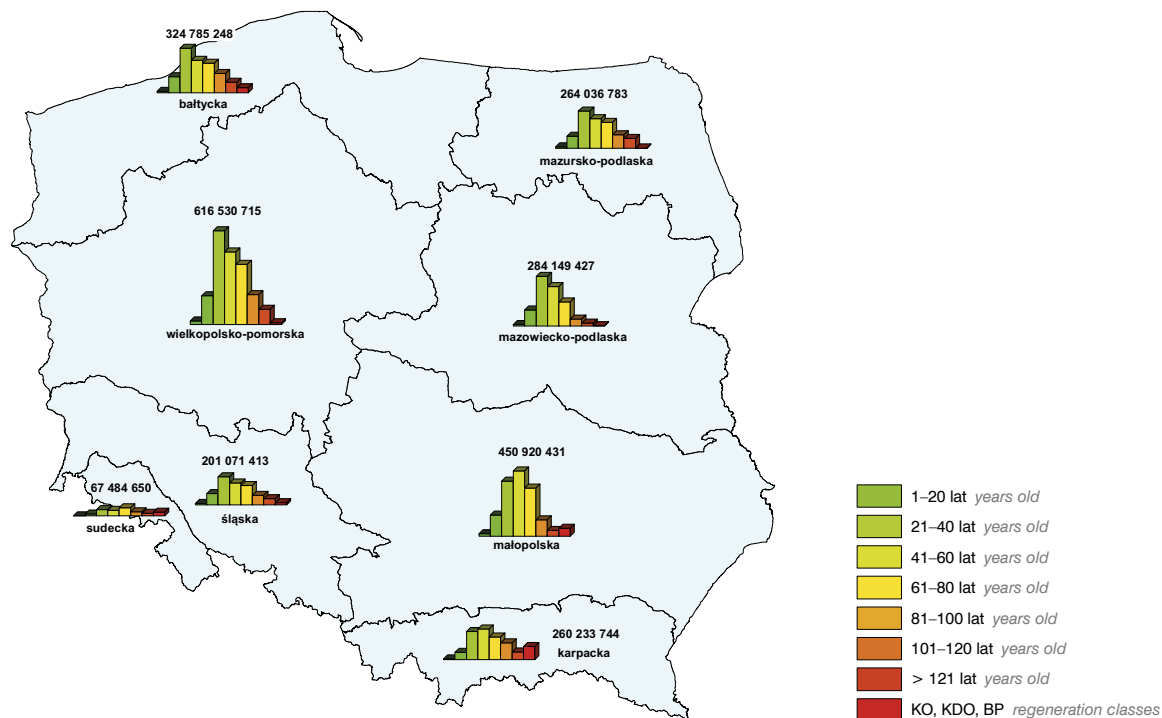 324 785 248
bałtycka
264 036 783
mazursko-podlaska
616 530 715
wielkopolsko-pomorska
284 149 427
mazowiecko-podlaska
201 071 413
śląska
67 484 650
sudecka
450 920 431
małopolska
260 233 744
karpacka
1–20 lat years old
21–40 lat years old
41–60 lat years old
61–80 lat years old
81–100 lat years old
101–120 lat years old
> 121 lat years old
KO, KDO, BP regeneration classes